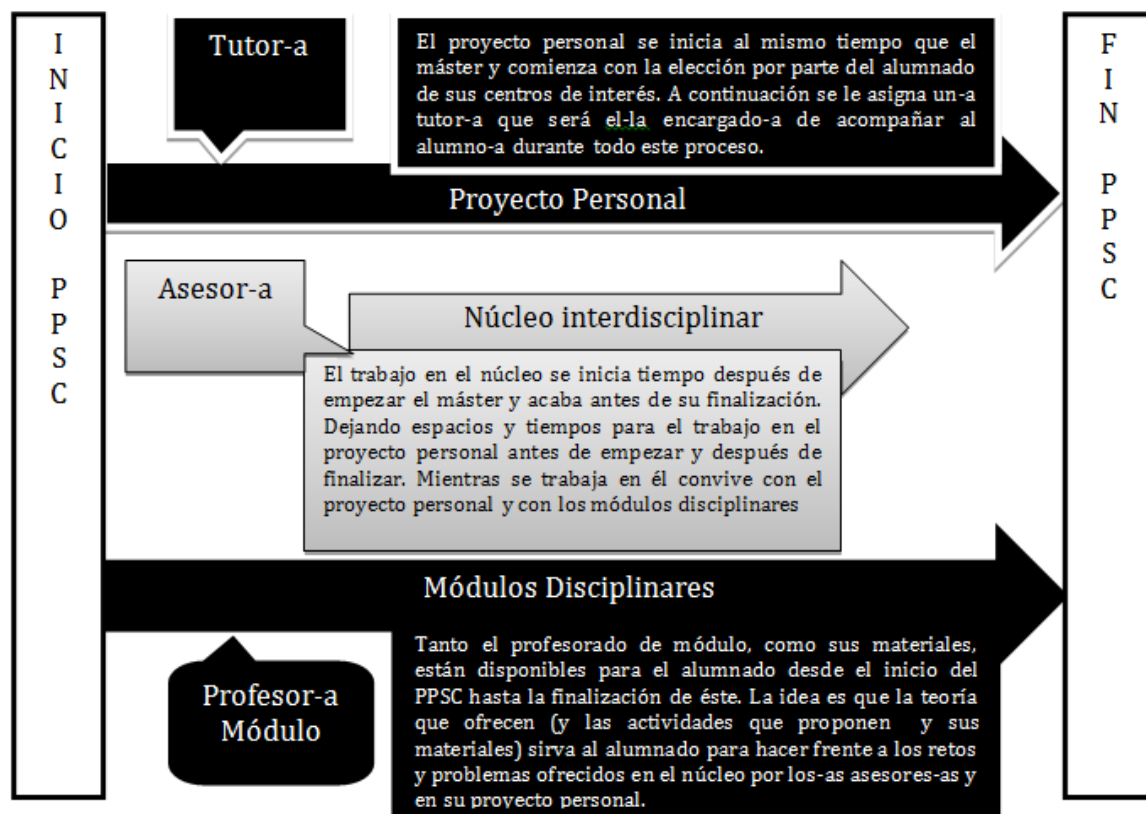 INICIO PPSC
Tutor-a
El proyecto personal se inicia al mismo tiempo que el
máster y comienza con la elección por parte del alumnado
de sus centros de interés. A continuación se le asigna un-a
tutor-a que será el-la encargado-a de acompañar al
alumno-a durante todo este proceso.
Proyecto Personal
Asesor-a
Núcleo interdisciplinar
El trabajo en el núcleo se inicia tiempo después de
empezar el máster y acaba antes de su finalización.
Dejando espacios y tiempos para el trabajo en el
proyecto personal antes de empezar y después de
finalizar. Mientras se trabaja en él convive con el
proyecto personal y con los módulos disciplinares
Módulos Disciplinares
Profesor-a
Módulo
Tanto el profesorado de módulo, como sus materiales,
están disponibles para el alumnado desde el inicio del
PPSC hasta la finalización de éste. La idea es que la teoría
que ofrecen (y las actividades que proponen y sus
materiales) sirva al alumnado para hacer frente a los retos
y problemas ofrecidos en el núcleo por los-as asesores-as y
en su proyecto personal.
FIN PPSC